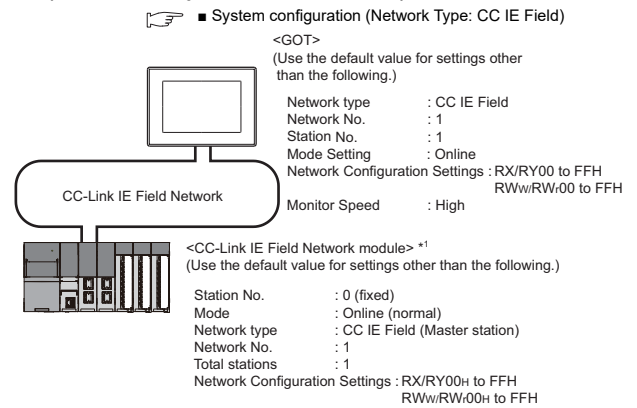 ■ System configuration (Network Type: CC IE Field)
<GOT>
(Use the default value for settings other
than the following.)
Network type : CC IE Field
Network No. : 1
Station No. : 1
Mode Setting : Online
Network Configuration Settings : RX/RY00 to FFH
RWw/RWr00 to FFH
Monitor Speed : High
CC-Link IE Field Network
<CC-Link IE Field Network module> *1
(Use the default value for settings other than the following.)
Station No. : 0 (fixed)
Mode : Online (normal)
Network type : CC IE Field (Master station)
Network No. : 1
Total stations : 1
Network Configuration Settings : RX/RY00H to FFH
RWw/RWr00H to FFH